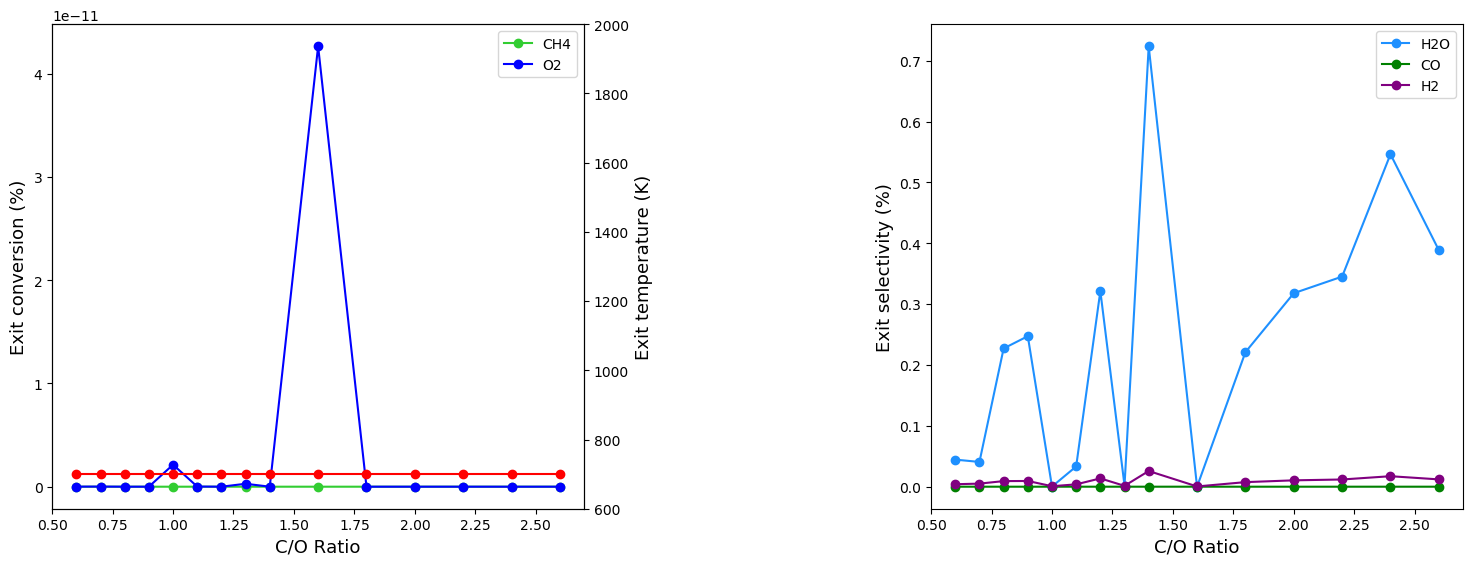 1e−11
Exit conversion (%)
4
3
2
1
0
0.50 0.75 1.00 1.25 1.50 1.75 2.00 2.25 2.50
C/O Ratio
CH4
O2
2000
1800
1600
1400
1200
1000
800
600
Exit temperature (K)
Exit selectivity (%)
0.7
0.6
0.5
0.4
0.3
0.2
0.1
0.0
0.50 0.75 1.00 1.25 1.50 1.75 2.00 2.25 2.50
C/O Ratio
H2O
CO
H2